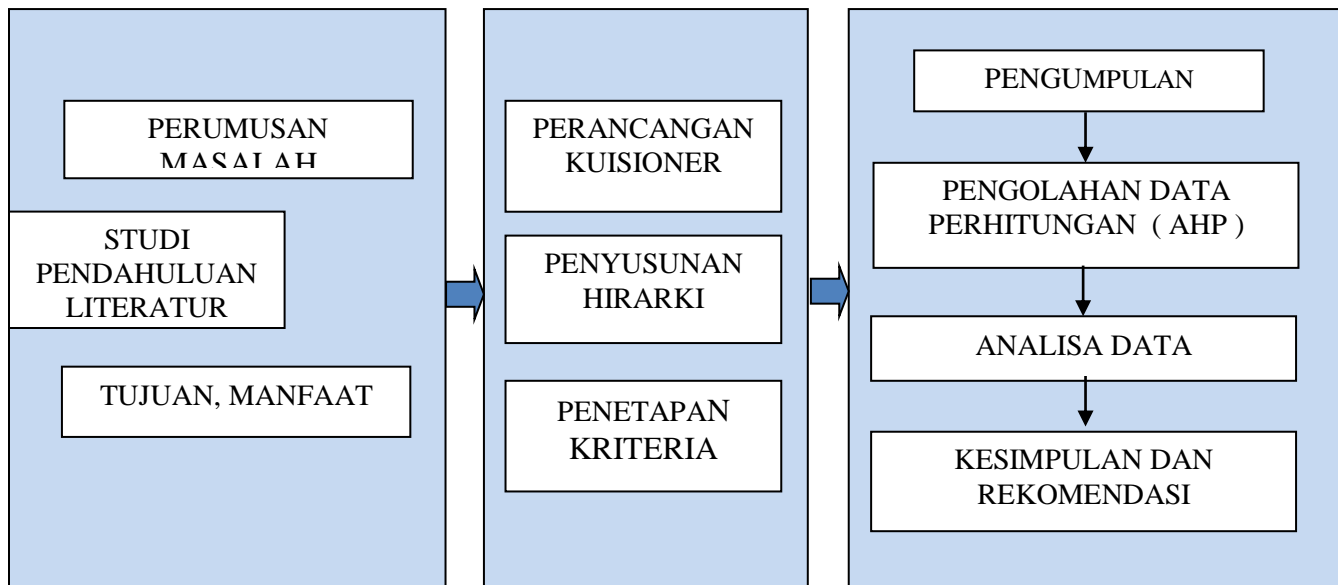 PERUMUSAN
MASALAH
STUDI
PENDAHULUAN
LITERATUR
TUJUAN, MANFAAT
PERANCANGAN
KUISIONER
PENYUSUNAN
HIRARKI
PENETAPAN
KRITERIA
PENGUMPULAN
PENGOLAHAN DATA
PERHITUNGAN ( AHP )
ANALISA DATA
KESIMPULAN DAN
REKOMENDASI